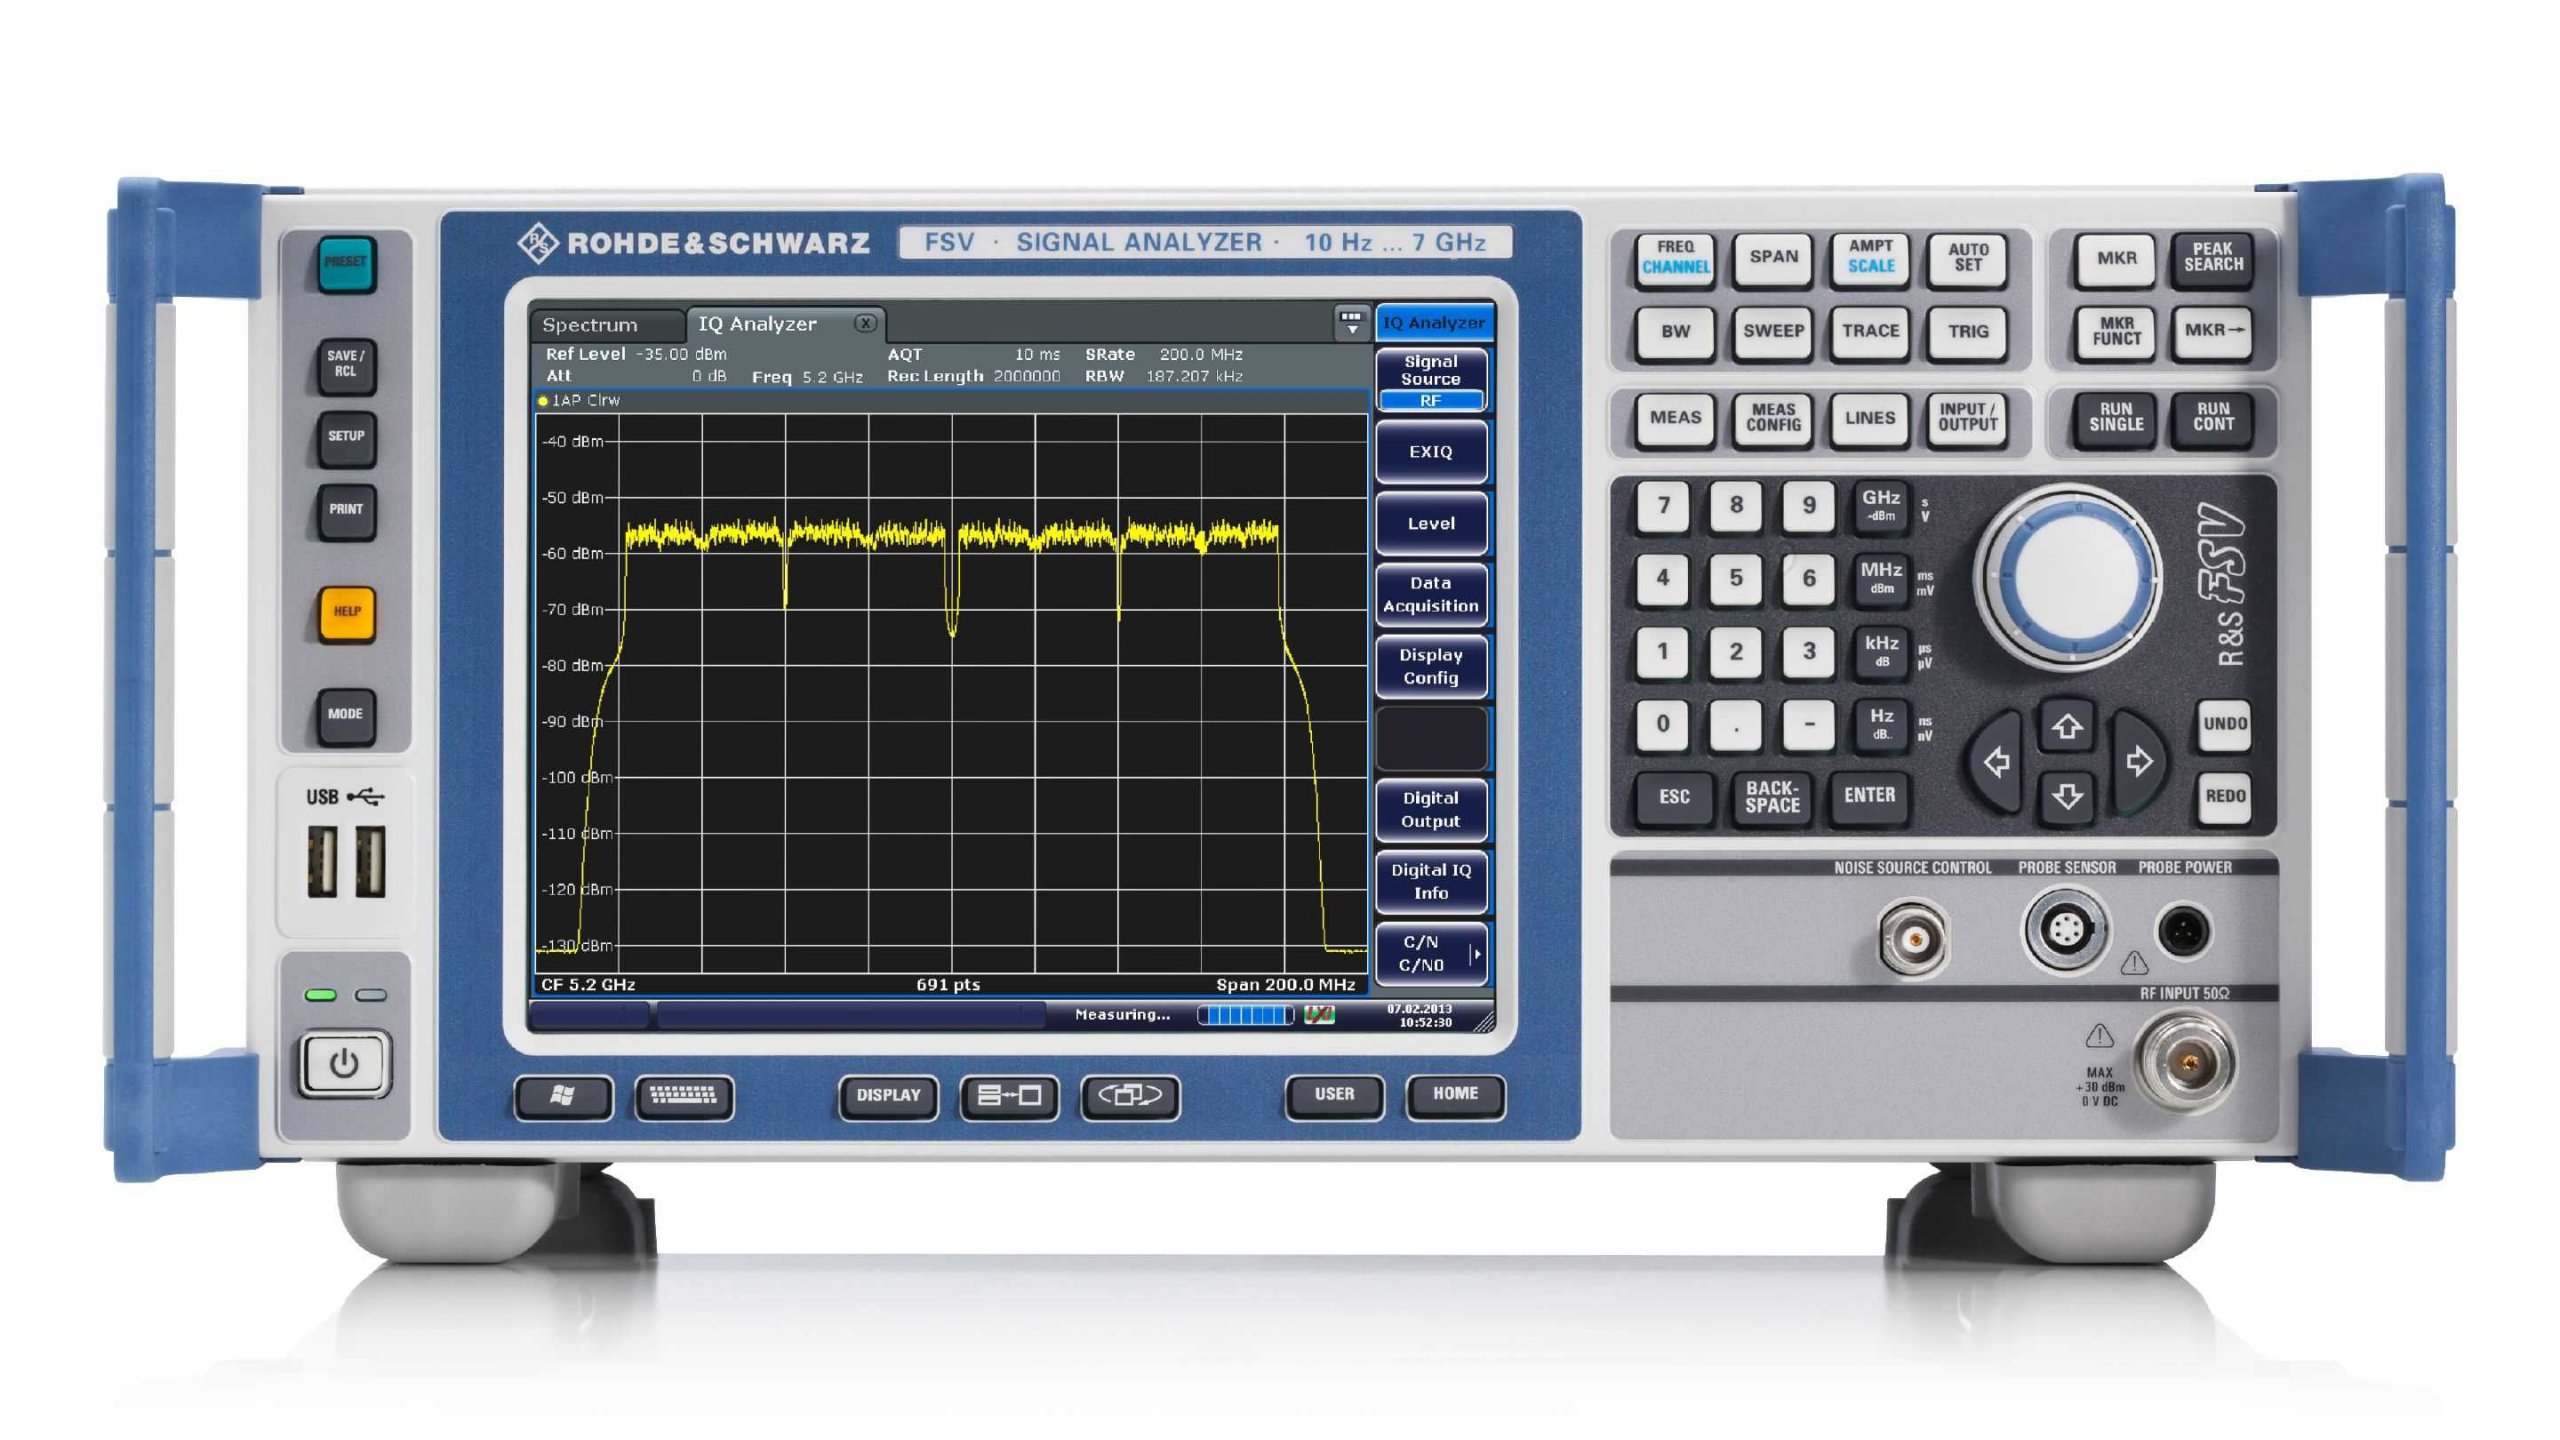 ROHDE&SCHWARZ
FSV · SIGNAL ANALYZER · 10 Hz ... 7 GHz
PRESET
SAVE /
RCL
SETUP
PRINT
HELP
MODE
USB
Spectrum
IQ Analyzer
X
Ref Level -35.00 dBm AQT 10 ms SRate 200.0 MHz
Att 0 dB Freq 5.2 GHz Rec Length 2000000 RBW 187.207 kHz
1AP Clrw
-40 dBm
-50 dBm
-60 dBm
-70 dBm
-80 dBm
-90 dBm
-100 dBm
-110 dBm
-120 dBm
-130 dBm
CF 5.2 GHz 691 pts Span 200.0 MHz
Measuring...
LXI
07.02.2013
10:52:30
IQ Analyzer
Signal
Source
RF
EXIQ
Level
Data
Acquisition
Display
Config
Digital
Output
Digital IQ
Info
C/N
C/N0
DISPLAY
USER
HOME
FREQ
CHANNEL
SPAN
AMPT
SCALE
AUTO
SET
MKR
PEAK
SEARCH
BW
SWEEP
TRACE
TRIG
MKR
FUNCT
MKR→
MEAS
MEAS
CONFIG
LINES
INPUT /
OUTPUT
RUN
SINGLE
RUN
CONT
7 8 9
GHz
-dBm
s
V
4 5 6
MHz
dBm
ms
mV
1 2 3
kHz
dB
µs
µV
0 . -
Hz
dB..
ns
nV
ESC
BACK-
SPACE
ENTER
R&S FSV
UNDO
REDO
NOISE SOURCE CONTROL
PROBE SENSOR
PROBE POWER
RF INPUT 50Ω
MAX
+30 dBm
0 V DC